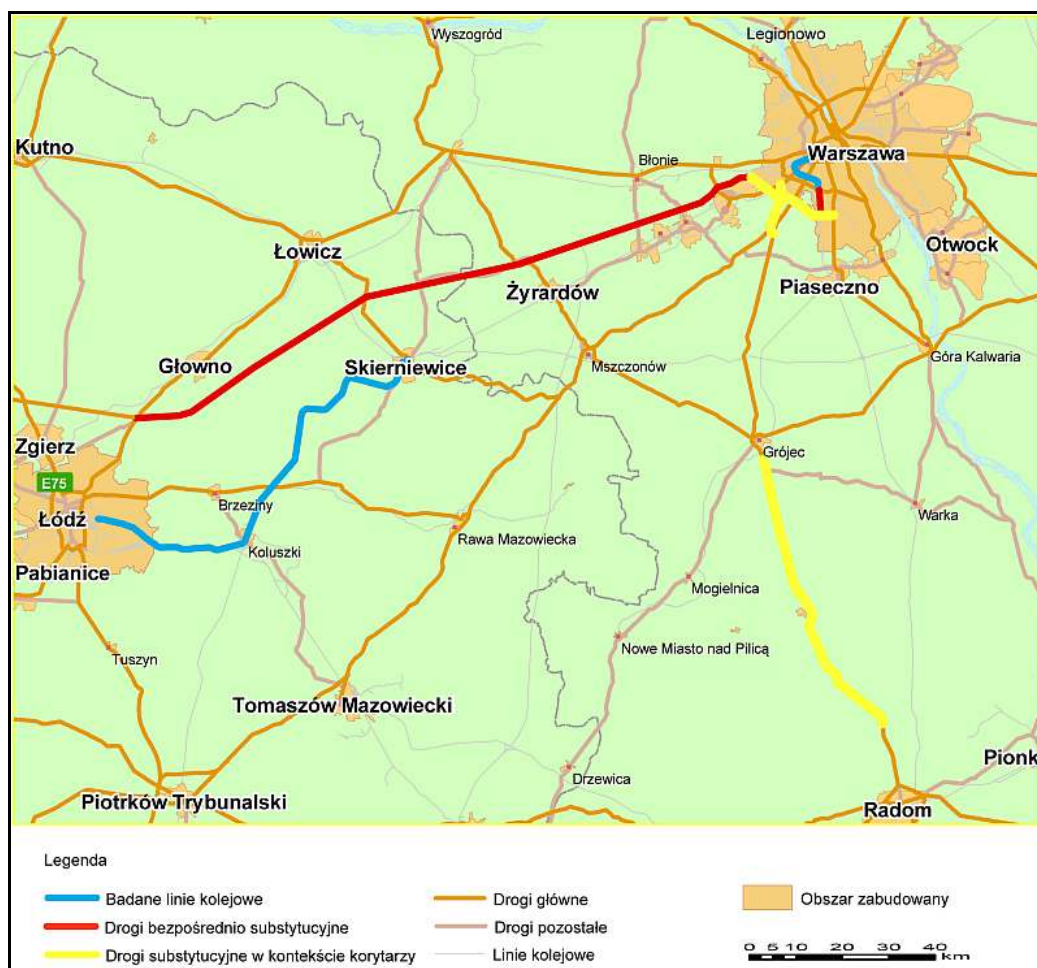 Wyszogród
Legionowo
Kutno
Błonie
Warszawa
Łowicz
Otwock
Żyrardów
Piaseczno
Głowno
Skierniewice
Mszczonów
Góra Kalwaria
Zgierz
Grójec
E75
Brzeziny
Warka
Łódź
Rawa Mazowiecka
Koluszki
Pabianice
Mogielnica
Nowe Miasto nad Pilicą
Tuszyn
Tomaszów Mazowiecki
Pionk
Drzewica
Piotrków Trybunalski
Radom
Legenda
Badane linie kolejowe
Drogi bezpośrednio substytucyjne
Drogi substytucyjne w kontekście korytarzy
Drogi główne
Drogi pozostałe
Linie kolejowe
Obszar zabudowany
0 5 10 20 30 40
km